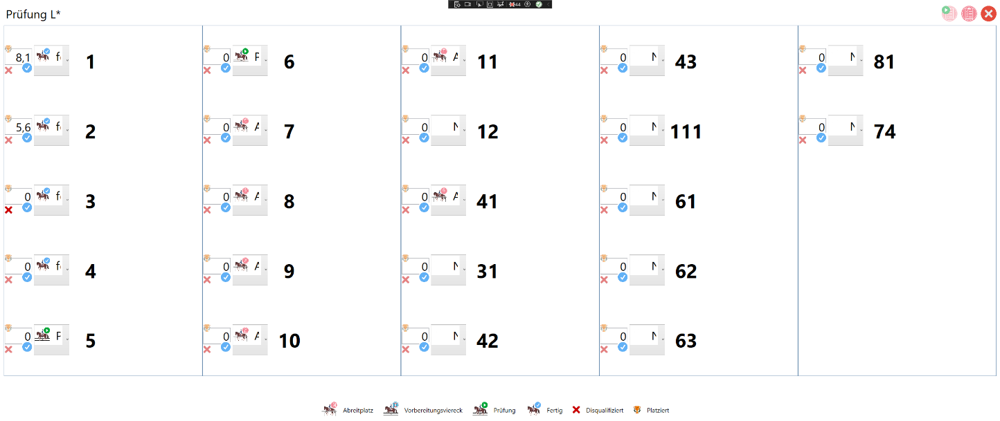 44
Prüfung L*
8,1 f 1
0 P 6
0 A 11
0 N 43
0 N 81
5,6 f 2
0 A 7
0 N 12
0 N 111
0 N 74
0 f 3
0 A 8
0 A 41
0 N 61
0 f 4
0 A 9
0 N 31
0 N 62
0 P 5
0 A 10
0 N 42
0 N 63
Abreitplatz Vorbereitungsviereck Prüfung Fertig Disqualifiziert Platziert